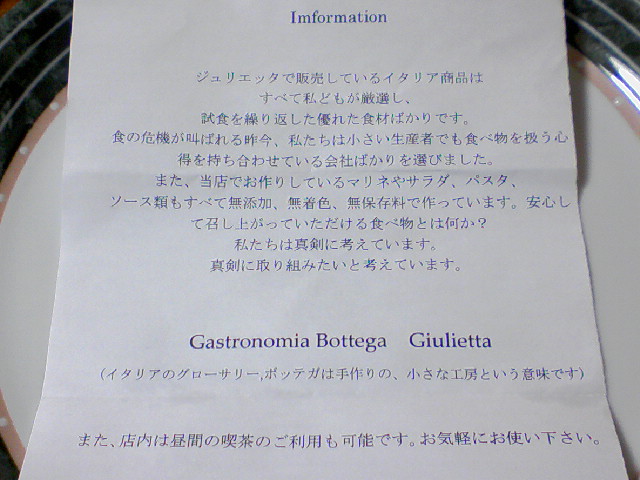 Imformation
ジュリエッタで販売しているイタリア商品は
すべて私どもが厳選し、
試食を繰り返した優れた食材ばかりです。
食の危機が叫ばれる昨今、私たちは小さい生産者でも食べ物を扱う心
得を持ち合わせている会社ばかりを選びました。
また、当店でお作りしているマリネやサラダ、パスタ、
ソース類もすべて無添加、無着色、無保存料で作っています。安心し
て召し上がっていただける食べ物とは何か？
私たちは真剣に考えています。
真剣に取り組みたいと考えています。
Gastronomia Bottega　Giulietta
（イタリアのグローサリー,ボッテガは手作りの、小さな工房という意味です）
また、店内は昼間の喫茶のご利用も可能です。お気軽にお使い下さい。